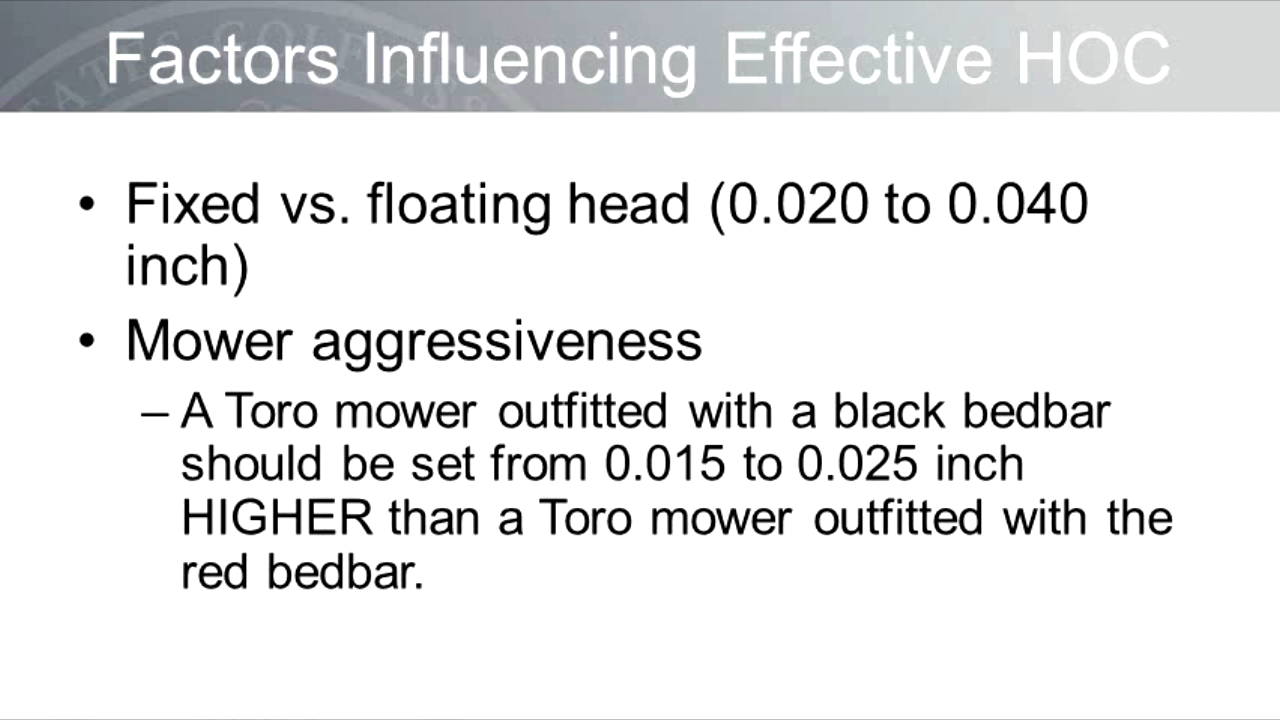 Factors Influencing Effective HOC
• Fixed vs. floating head (0.020 to 0.040
inch)
• Mower aggressiveness
– A Toro mower outfitted with a black bedbar
should be set from 0.015 to 0.025 inch
HIGHER than a Toro mower outfitted with the
red bedbar.